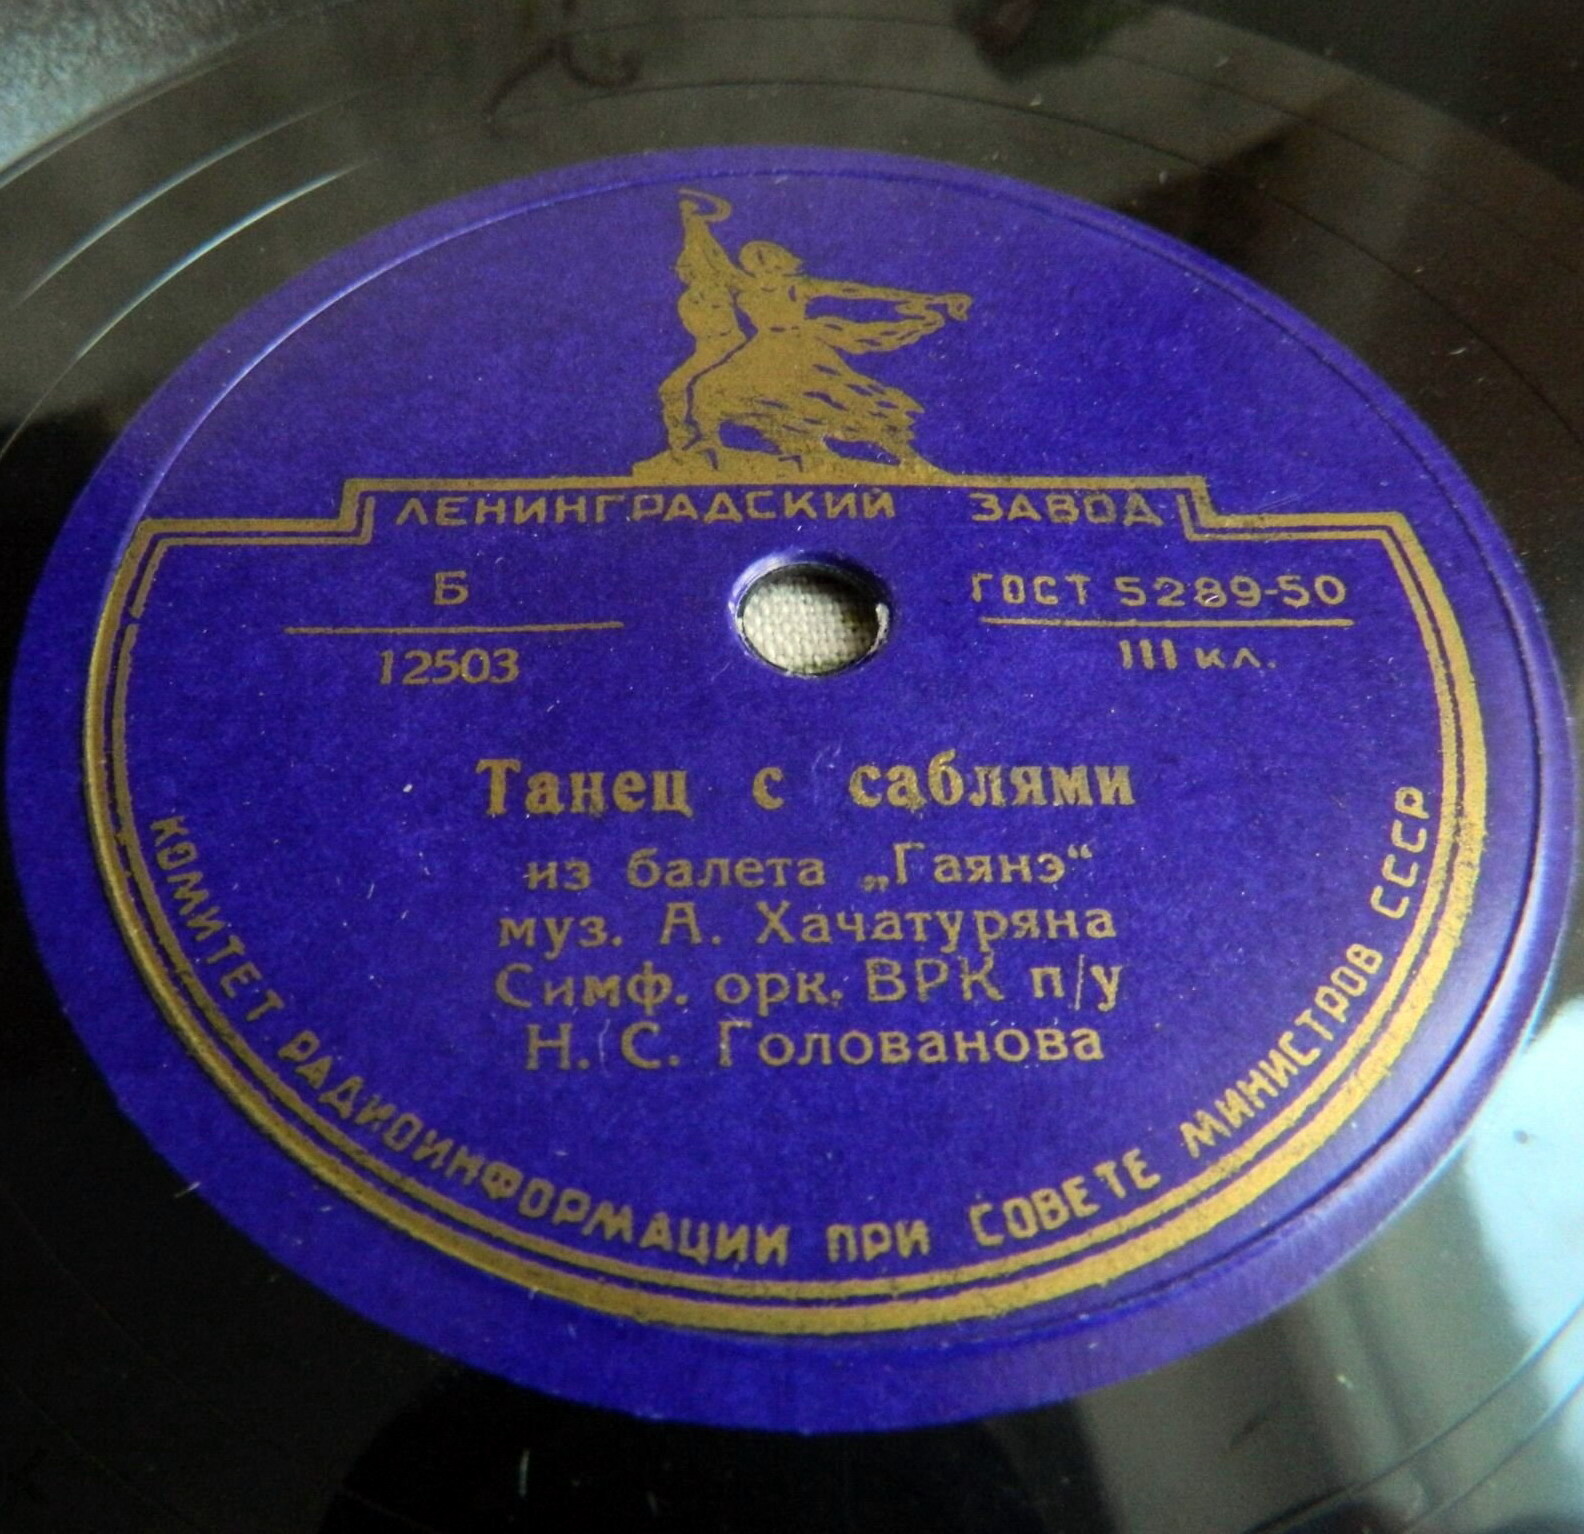 ЛЕНИНГРАДСКИЙ ЗАВОД
Б
12503
ГОСТ 5289-50
III кл.
Танец с саблями
из балета „Гаянэ“
муз. А. Хачатуряна
Симф. орк. ВРК п/у
Н. С. Голованова
КОМИТЕТ РАДИОИНФОРМАЦИИ ПРИ СОВЕТЕ МИНИСТРОВ СССР